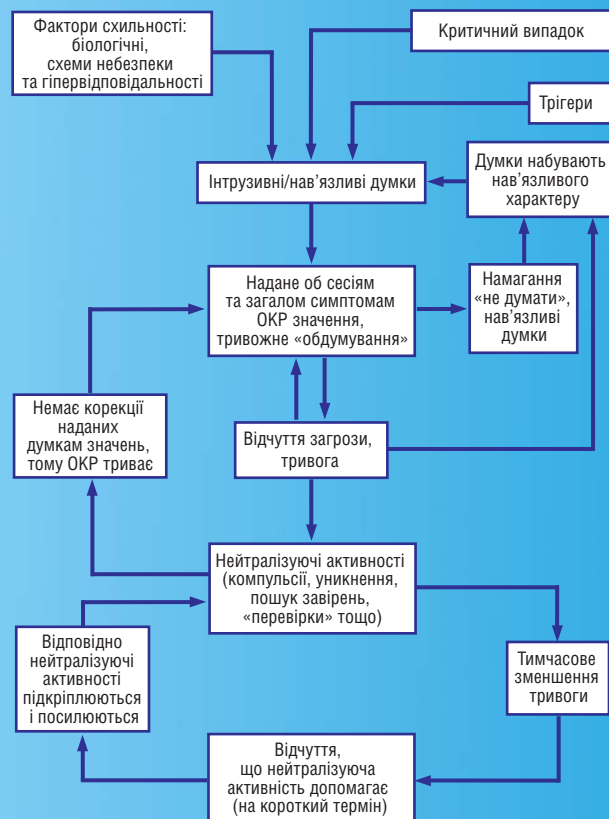 Фактори схильності:
біологічні,
схеми небезпеки
та гіпервідповідальності
Критичний випадок
Трігери
Інтрузивні/нав'язливі думки
Думки набувають
нав'язливого
характеру
Надане об сесіям
та загалом симптомам
ОКР значення,
тривожне «обдумування»
Намагання
«не думати»,
нав'язливі
думки
Немає корекції
наданих
думкам значень,
тому ОКР триває
Відчуття загрози,
тривога
Нейтралізуючі активності
(компульсії, уникнення,
пошук завірень,
«перевірки» тощо)
Відповідно
нейтралізуючі
активності
підкріплюються
і посилюються
Тимчасове
зменшення
тривоги
Відчуття,
що нейтралізуюча
активність допомагає
(на короткий термін)